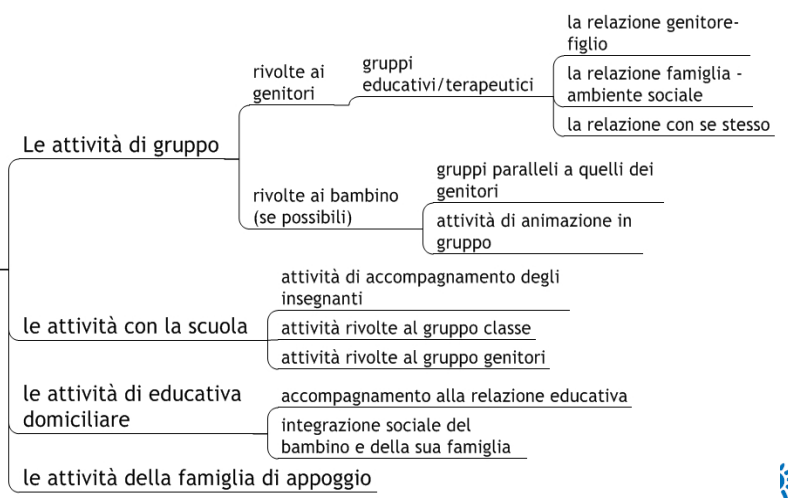 Le attività di gruppo
rivolte ai
genitori
gruppi
educativi/terapeutici
la relazione genitore-
figlio
la relazione famiglia -
ambiente sociale
la relazione con se stesso
rivolte ai bambino
(se possibili)
gruppi paralleli a quelli dei
genitori
attività di animazione in
gruppo
le attività con la scuola
attività di accompagnamento degli
insegnanti
attività rivolte al gruppo classe
attività rivolte al gruppo genitori
le attività di educativa
domiciliare
accompagnamento alla relazione educativa
integrazione sociale del
bambino e della sua famiglia
le attività della famiglia di appoggio